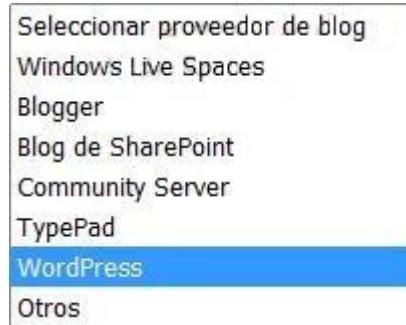 Seleccionar proveedor de blog
Windows Live Spaces
Blogger
Blog de SharePoint
Community Server
TypePad
WordPress
Otros